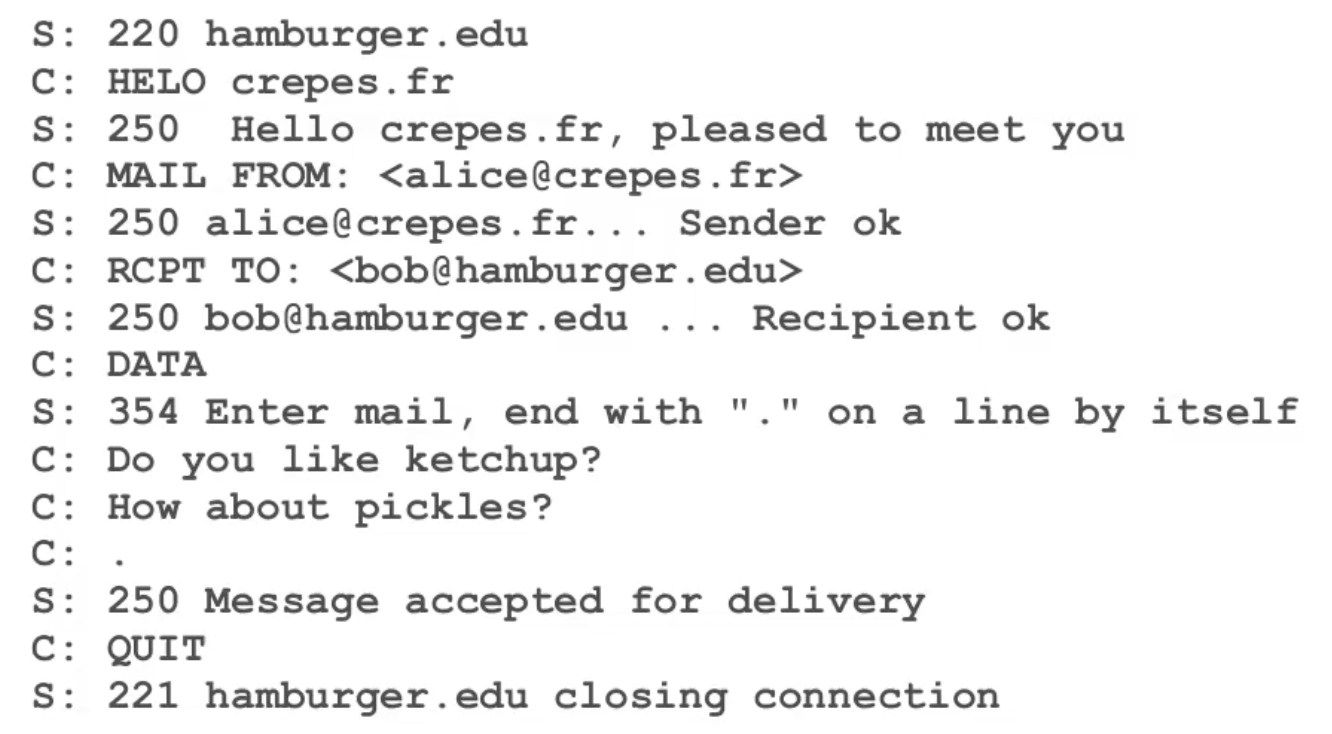 S: 220 hamburger.edu
C: HELO crepes.fr
S: 250  Hello crepes.fr, pleased to meet you
C: MAIL FROM: <alice@crepes.fr>
S: 250 alice@crepes.fr... Sender ok
C: RCPT TO: <bob@hamburger.edu>
S: 250 bob@hamburger.edu ... Recipient ok
C: DATA
S: 354 Enter mail, end with "." on a line by itself
C: Do you like ketchup?
C: How about pickles?
C: .
S: 250 Message accepted for delivery
C: QUIT
S: 221 hamburger.edu closing connection